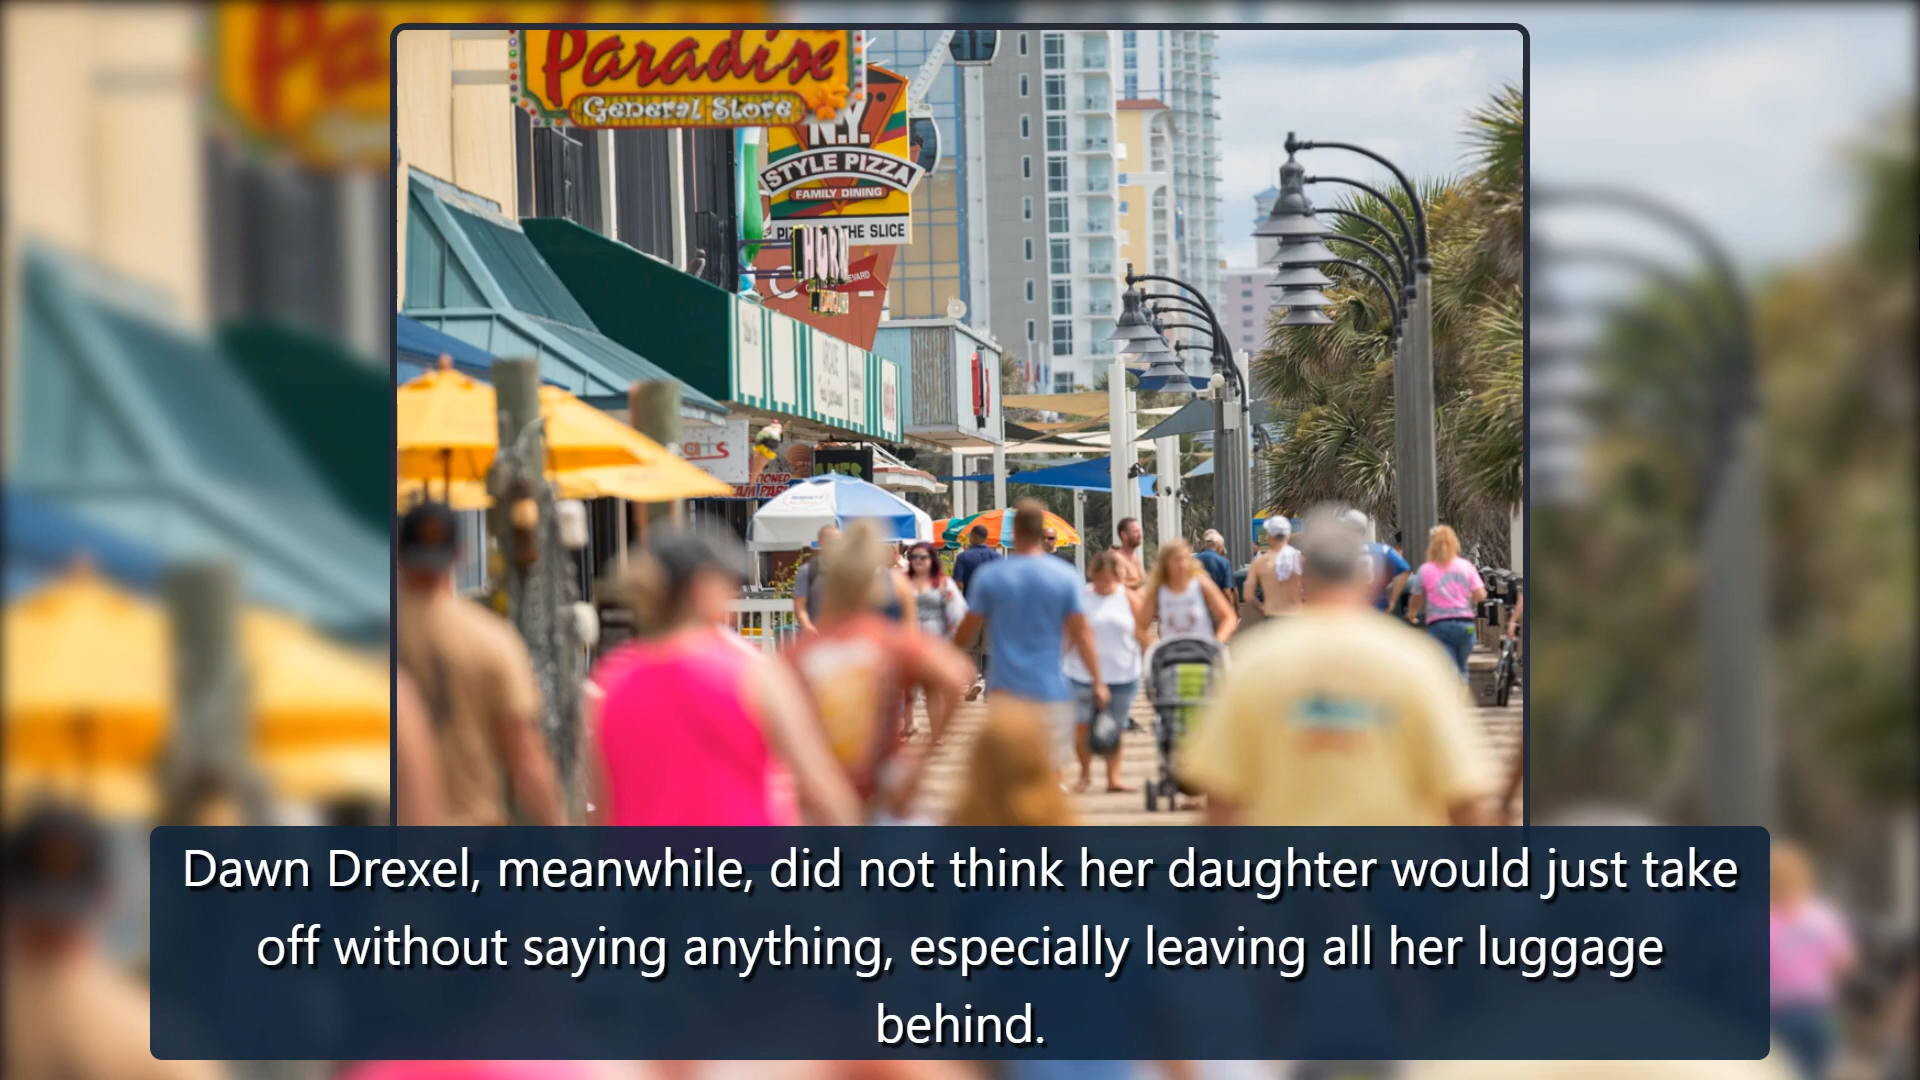 Paradise
General Store
N.Y.
STYLE PIZZA
FAMILY DINING
THE SLICE
Dawn Drexel, meanwhile, did not think her daughter would just take
off without saying anything, especially leaving all her luggage
behind.